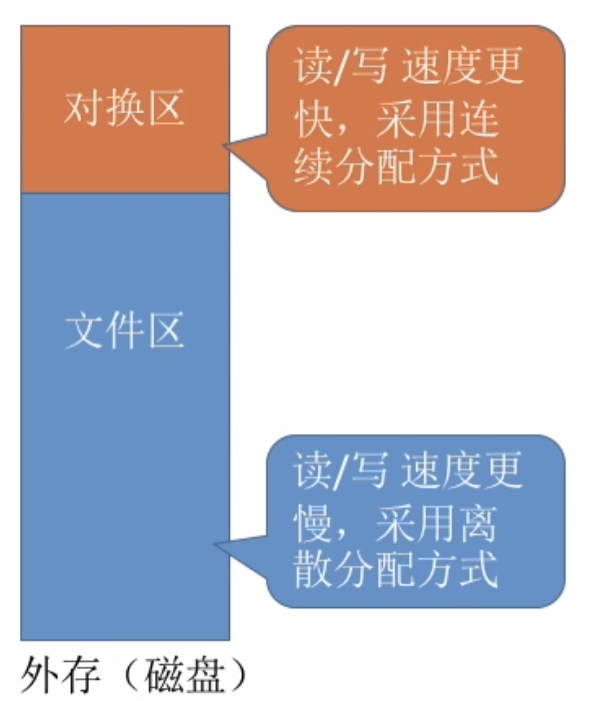 对换区
读/写 速度更
快，采用连
续分配方式
文件区
读/写 速度更
慢，采用离
散分配方式
外存（磁盘）